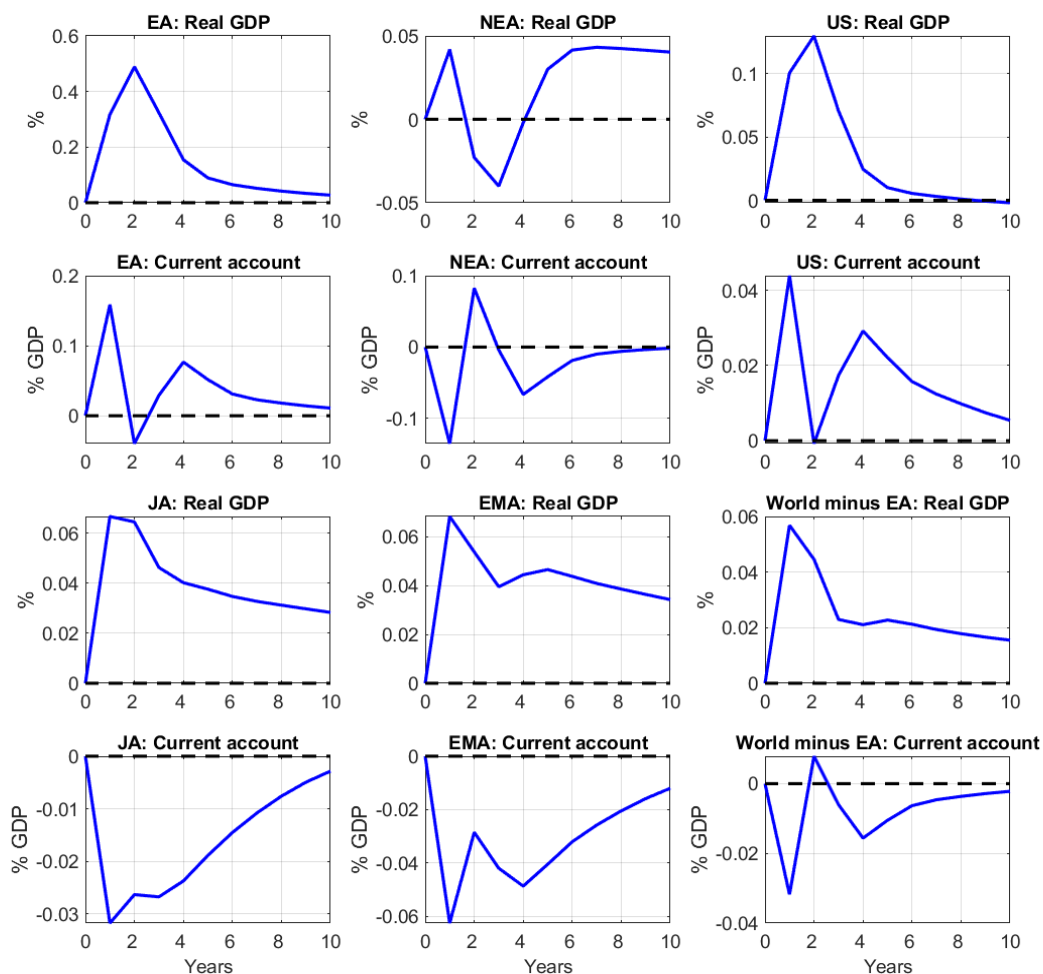 EA: Real GDP
NEA: Real GDP
US: Real GDP
%
0.6
0.4
0.2
0
0 2 4 6 8 10
%
0.05
0
-0.05
0 2 4 6 8 10
0.1
0.05
0
0 2 4 6 8 10
EA: Current account
NEA: Current account
US: Current account
% GDP
0.2
0.1
0
0 2 4 6 8 10
% GDP
0.1
0
-0.1
0 2 4 6 8 10
% GDP
0.04
0.02
0
0 2 4 6 8 10
JA: Real GDP
EMA: Real GDP
World minus EA: Real GDP
%
0.06
0.04
0.02
0
0 2 4 6 8 10
%
0.06
0.04
0.02
0
0 2 4 6 8 10
%
0.06
0.04
0.02
0
0 2 4 6 8 10
JA: Current account
EMA: Current account
World minus EA: Current account
% GDP
0
-0.01
-0.02
-0.03
0 2 4 6 8 10
Years
% GDP
0
-0.02
-0.04
-0.06
0 2 4 6 8 10
Years
% GDP
0
-0.02
-0.04
0 2 4 6 8 10
Years